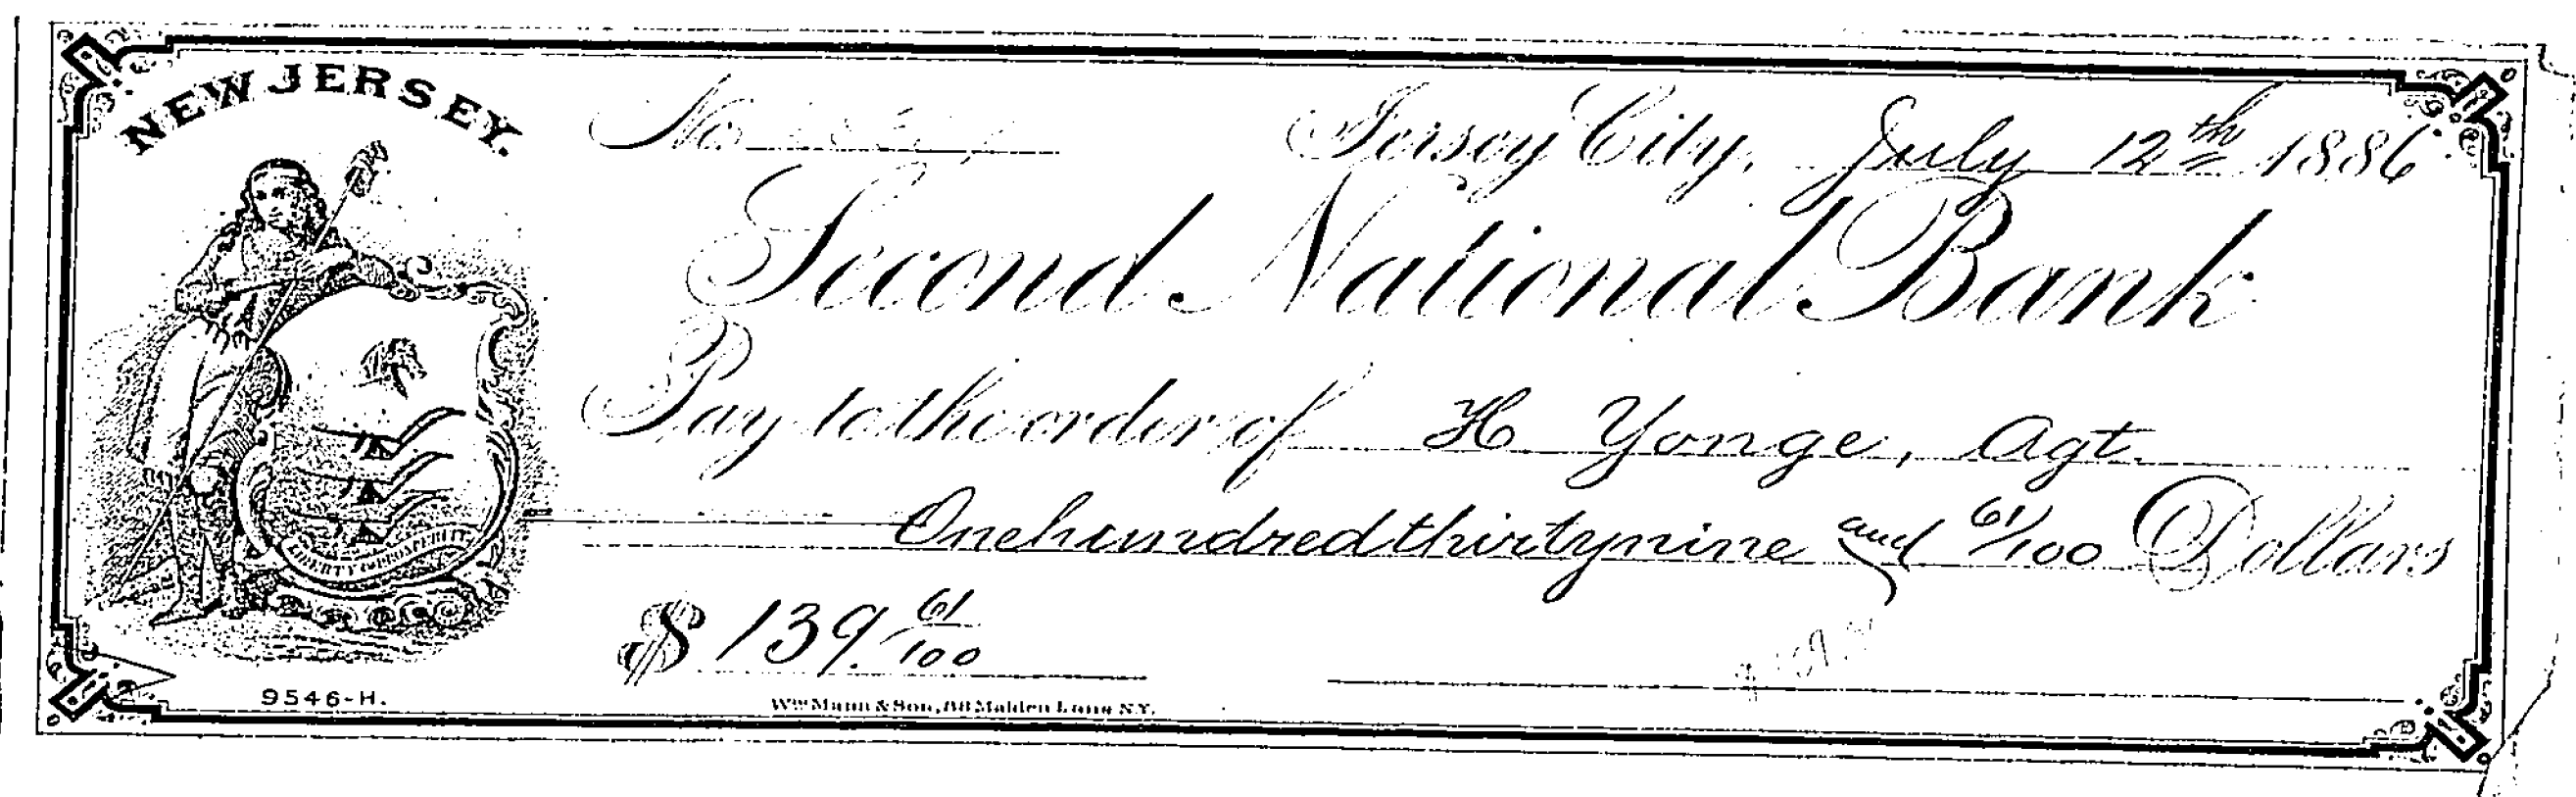 NEW JERSEY.
No. Jersey City, July 12th 1886
Second National Bank
Pay to the order of H Yonge, Agt.
One hundred thirty nine and 61/100 Dollars
$ 139 61/100
LIBERTY & PROSPERITY
9546-H.
Wm Mann & Son, 88 Maiden Lane N.Y.